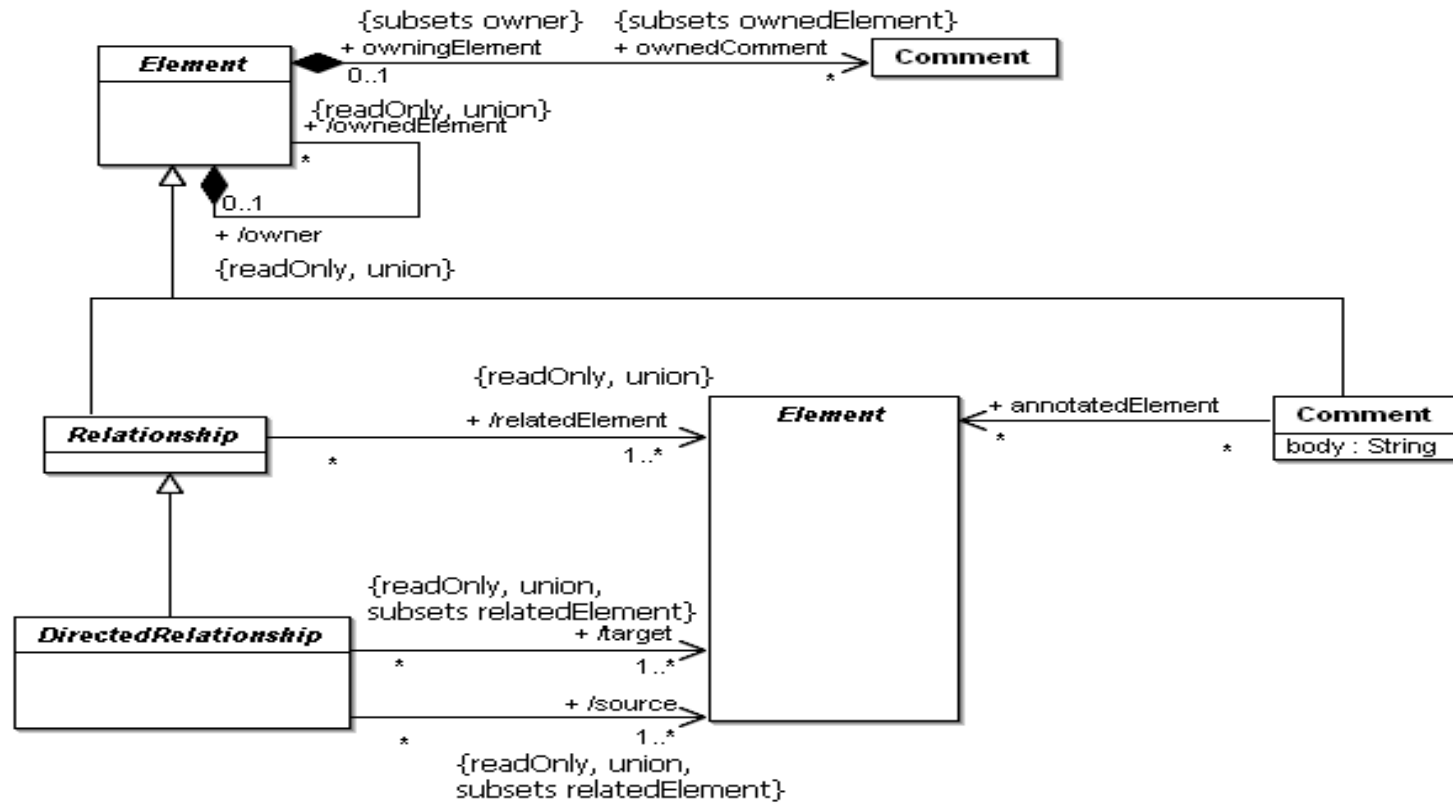 {subsets owner} {subsets ownedElement}
+ owningElement + ownedComment
Element
Comment
0..1 *
{readOnly, union}
+ /ownedElement
*
0..1
+ /owner
{readOnly, union}
{readOnly, union}
+ /relatedElement
Relationship
* 1..*
Element
+ annotatedElement
* *
Comment
body : String
{readOnly, union,
subsets relatedElement}
DirectedRelationship
+ /target
* 1..*
+ /source
* 1..*
{readOnly, union,
subsets relatedElement}